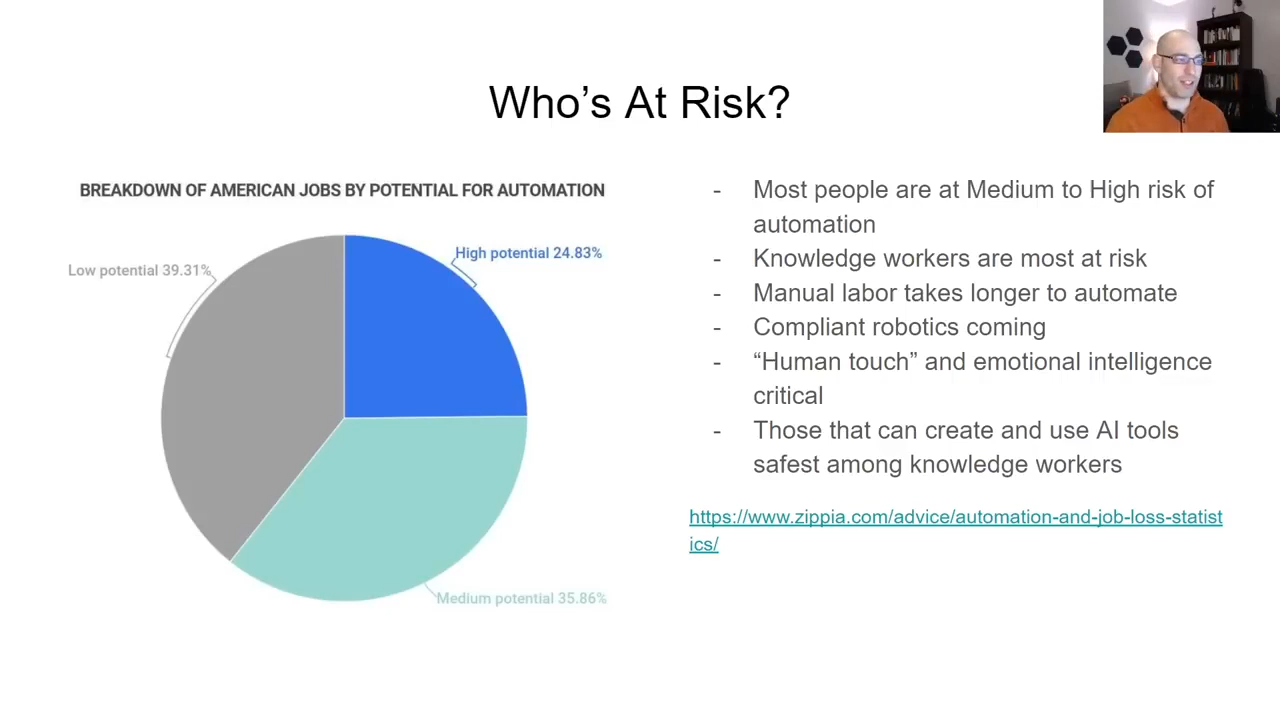 Who’s At Risk?
BREAKDOWN OF AMERICAN JOBS BY POTENTIAL FOR AUTOMATION
High potential 24.83%
Low potential 39.31%
Medium potential 35.86%
- Most people are at Medium to High risk of
automation
- Knowledge workers are most at risk
- Manual labor takes longer to automate
- Compliant robotics coming
- “Human touch” and emotional intelligence
critical
- Those that can create and use AI tools
safest among knowledge workers
https://www.zippia.com/advice/automation-and-job-loss-statist
ics/